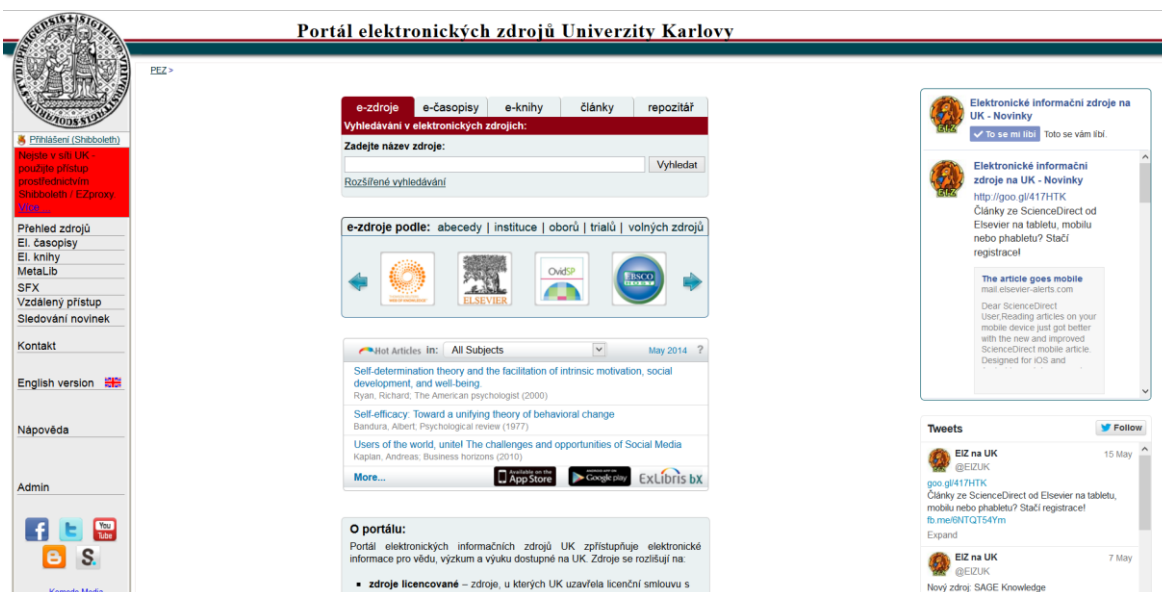 Portál elektronických zdrojů Univerzity Karlovy
PEZ >
Přihlášení (Shibboleth)
Nejste v síti UK -
použijte přístup
prostřednictvím
Shibboleth / EZproxy.
Více ...
Přehled zdrojů
El. časopisy
El. knihy
MetaLib
SFX
Vzdálený přístup
Sledování novinek
Kontakt
English version
Nápověda
Admin
You
Tube
e-zdroje e-časopisy e-knihy články repozitář
Vyhledávání v elektronických zdrojích:
Zadejte název zdroje:
Vyhledat
Rozšířené vyhledávání
e-zdroje podle: abecedy | instituce | oborů | trialů | volných zdrojů
ELSEVIER
OvidSP
EBSCO
HOST
Hot Articles in: All Subjects May 2014 ?
Self-determination theory and the facilitation of intrinsic motivation, social
development, and well-being.
Ryan, Richard; The American psychologist (2000)
Self-efficacy: Toward a unifying theory of behavioral change
Bandura, Albert; Psychological review (1977)
Users of the world, unite! The challenges and opportunities of Social Media
Kaplan, Andreas; Business horizons (2010)
More...
Available on the
App Store
Google play
ExLibris bX
O portálu:
Portál elektronických informačních zdrojů UK zpřístupňuje elektronické
informace pro vědu, výzkum a výuku dostupné na UK. Zdroje se rozlišují na:
▪ zdroje licencované – zdroje, u kterých UK uzavřela licenční smlouvu s
Elektronické informační zdroje na
UK - Novinky
To se mi líbí Toto se vám líbí.
EIZ
Elektronické informační
zdroje na UK - Novinky
http://goo.gl/417HTK
Články ze ScienceDirect od
Elsevier na tabletu, mobilu
nebo phabletu? Stačí
registrace!
The article goes mobile
mail.elsevier-alerts.com
Dear ScienceDirect
User,Reading articles on your
mobile device just got better
with the new and improved
ScienceDirect mobile article.
Designed for iOS and
Tweets Follow
EIZ na UK 15 May
@EIZUK
goo.gl/417HTK
Články ze ScienceDirect od Elsevier na tabletu,
mobilu nebo phabletu? Stačí registrace!
fb.me/6NTQT54Ym
Expand
EIZ na UK 7 May
@EIZUK
Nový zdroj: SAGE Knowledge